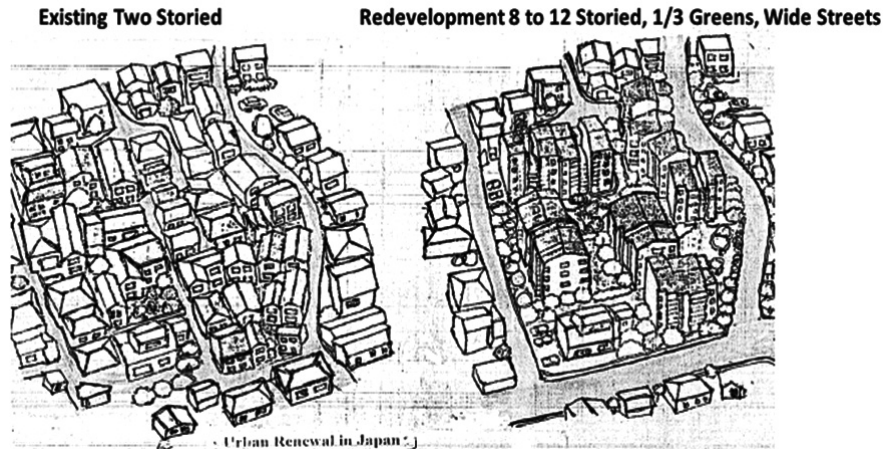 Existing Two Storied
Redevelopment 8 to 12 Storied, 1/3 Greens, Wide Streets
Urban Renewal in Japan